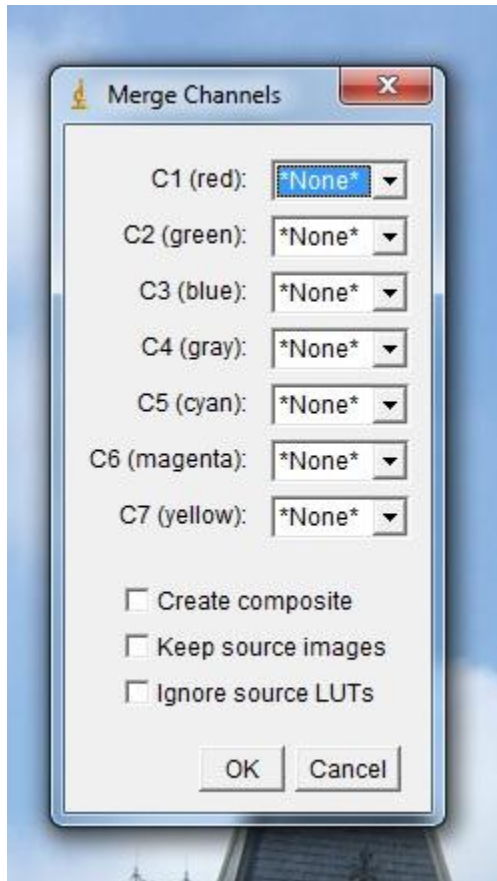 Merge Channels
C1 (red): *None*
C2 (green): *None*
C3 (blue): *None*
C4 (gray): *None*
C5 (cyan): *None*
C6 (magenta): *None*
C7 (yellow): *None*
Create composite
Keep source images
Ignore source LUTs
OK Cancel